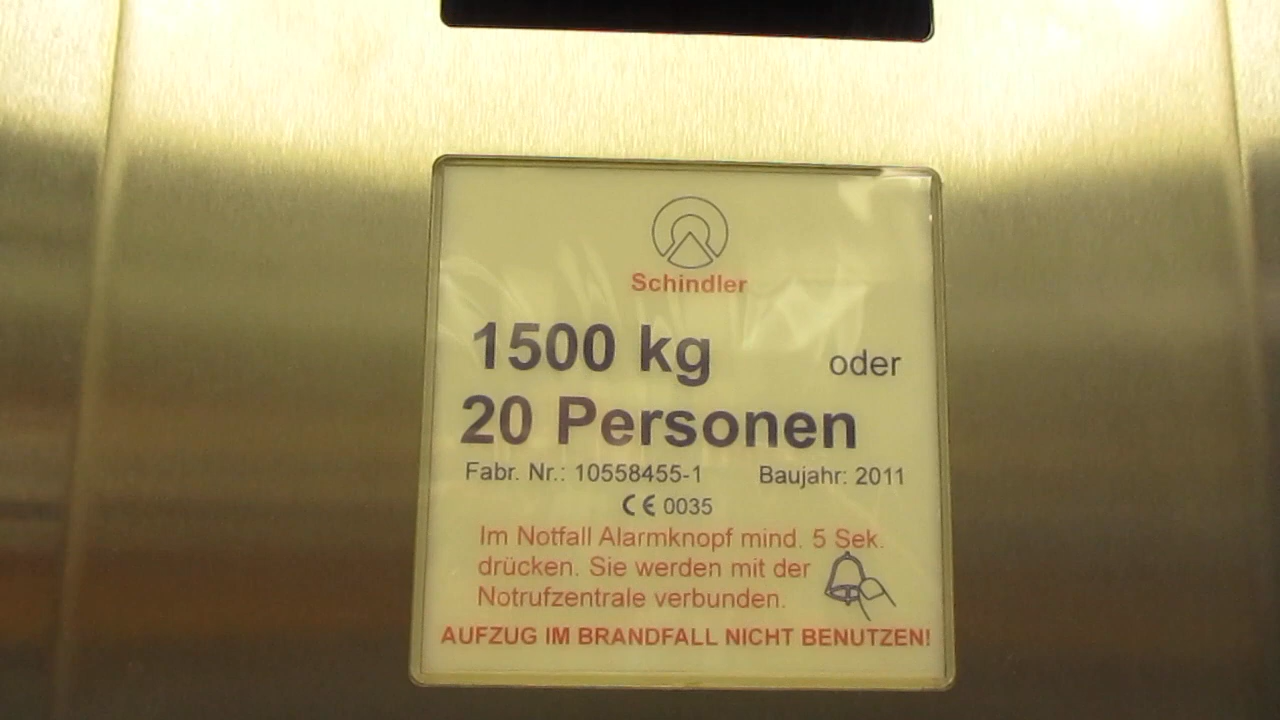 Schindler
1500 kg oder
20 Personen
Fabr. Nr.: 10558455-1 Baujahr: 2011
CE 0035
Im Notfall Alarmknopf mind. 5 Sek.
drücken. Sie werden mit der
Notrufzentrale verbunden.
AUFZUG IM BRANDFALL NICHT BENUTZEN!